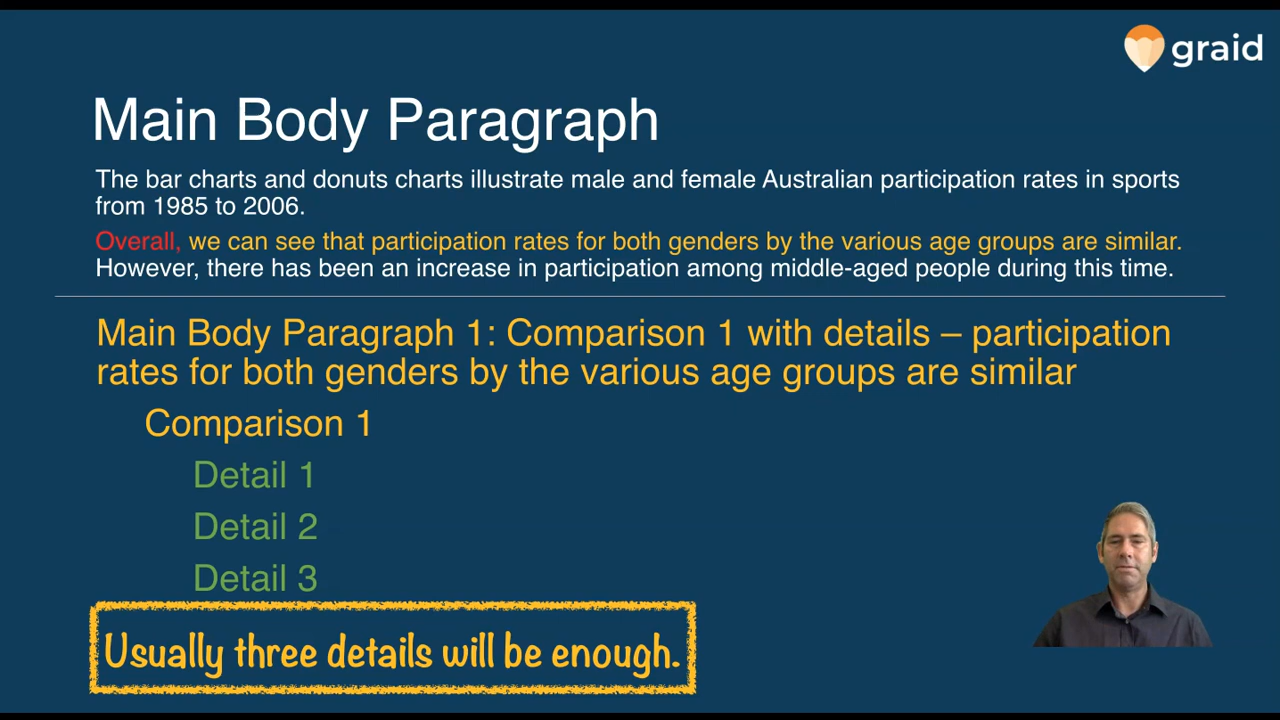 graid
Main Body Paragraph
The bar charts and donuts charts illustrate male and female Australian participation rates in sports
from 1985 to 2006.
Overall, we can see that participation rates for both genders by the various age groups are similar.
However, there has been an increase in participation among middle-aged people during this time.
Main Body Paragraph 1: Comparison 1 with details – participation
rates for both genders by the various age groups are similar
Comparison 1
Detail 1
Detail 2
Detail 3
Usually three details will be enough.